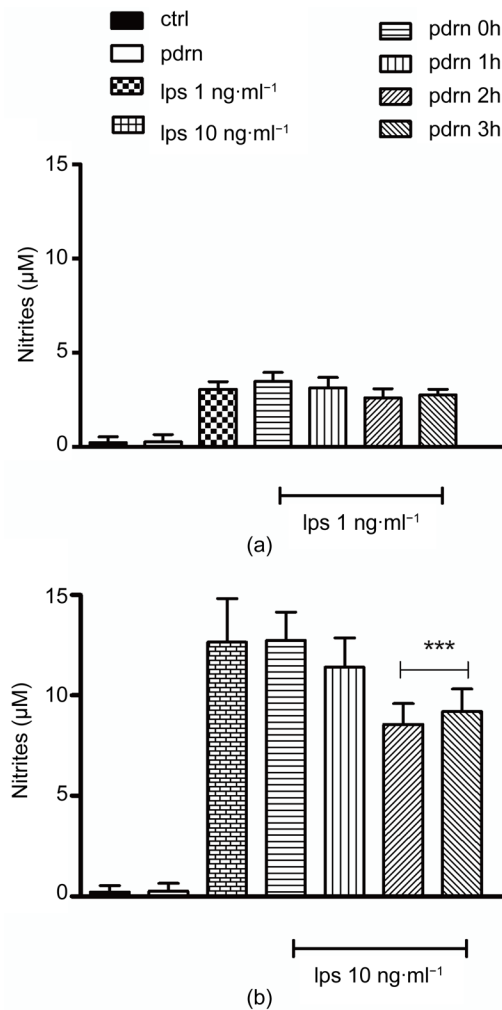 ctrl
pdrn
lps 1 ng·ml⁻¹
lps 10 ng·ml⁻¹
pdrn 0h
pdrn 1h
pdrn 2h
pdrn 3h
15
10
5
0
Nitrites (μM)
lps 1 ng·ml⁻¹
(a)
15
10
5
0
Nitrites (μM)
***
lps 10 ng·ml⁻¹
(b)